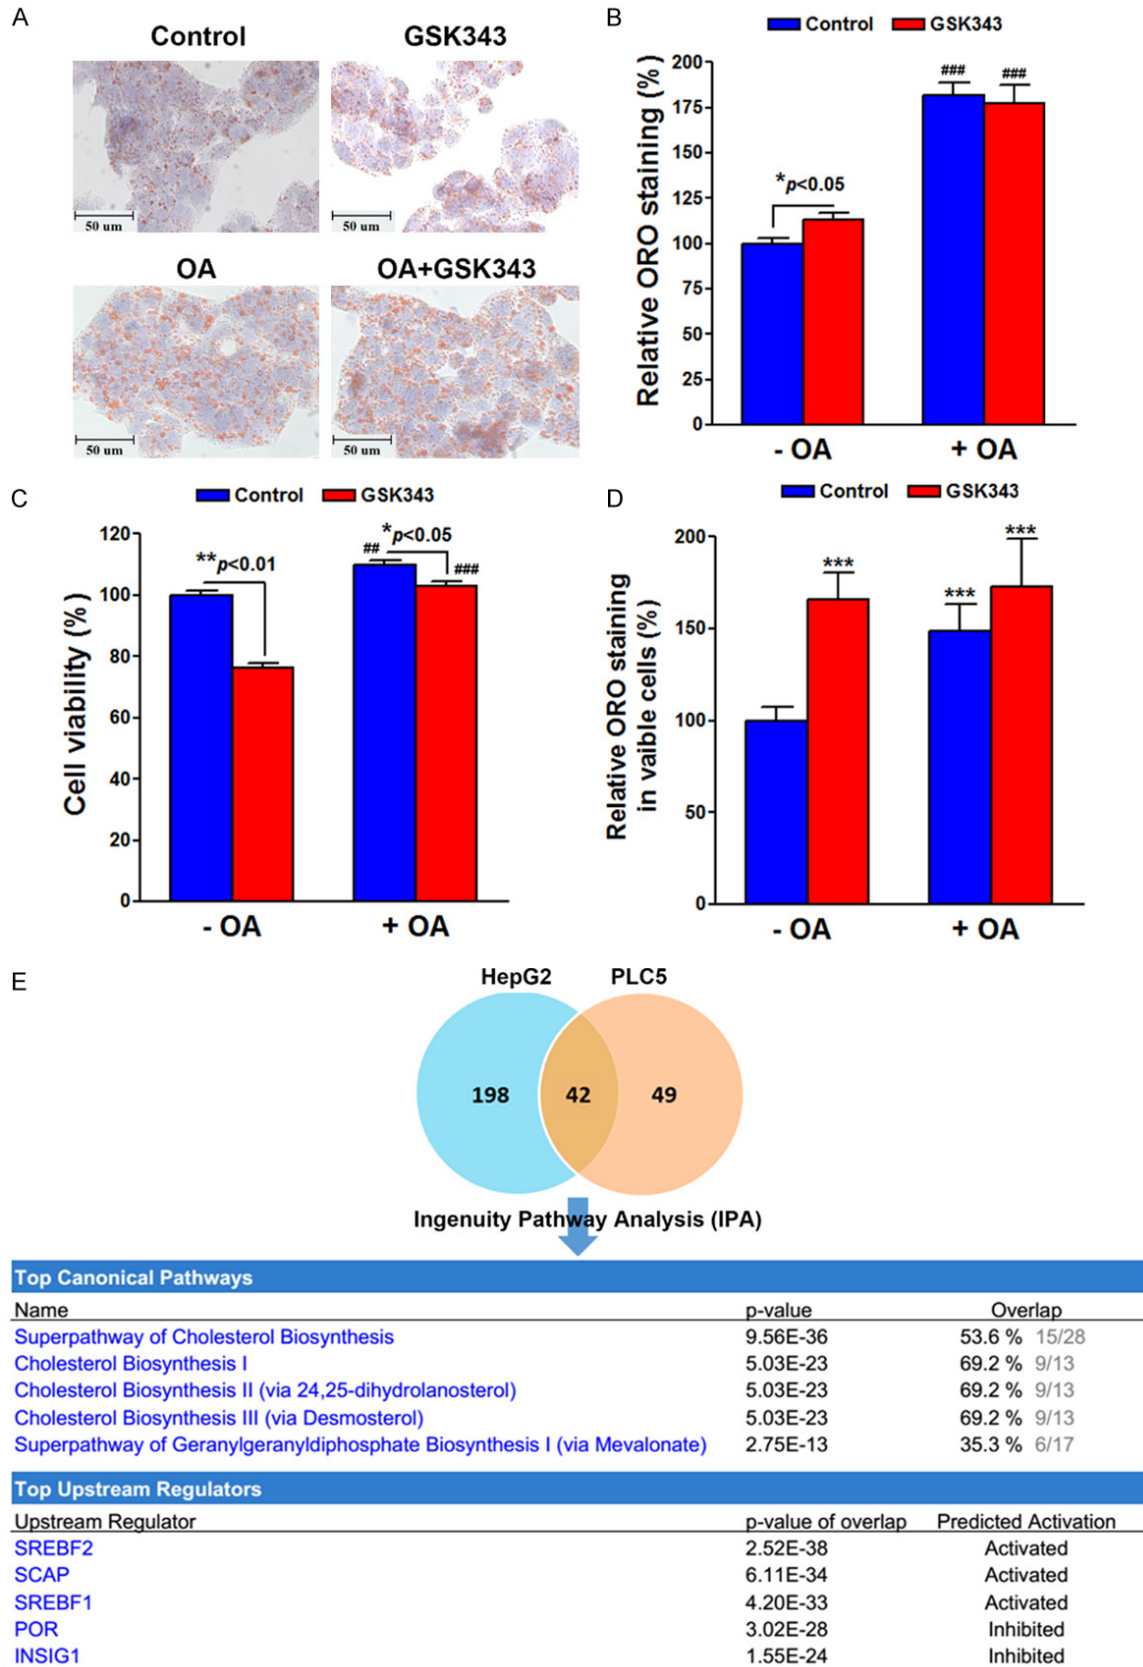 A
Control
GSK343
50 um
50 um
OA
OA+GSK343
50 um
50 um
B
Control GSK343
Relative ORO staining (%)
200
175
150
125
100
75
50
25
0
*p<0.05
###
###
- OA
+ OA
C
Control GSK343
Cell viability (%)
120
100
80
60
40
20
0
**p<0.01
##
*p<0.05
###
- OA
+ OA
D
Control GSK343
Relative ORO staining
in vaible cells (%)
200
150
100
50
0
***
***
***
- OA
+ OA
E
HepG2 PLC5
198 42 49
Ingenuity Pathway Analysis (IPA)
Top Canonical Pathways
Name p-value Overlap
Superpathway of Cholesterol Biosynthesis 9.56E-36 53.6 % 15/28
Cholesterol Biosynthesis I 5.03E-23 69.2 % 9/13
Cholesterol Biosynthesis II (via 24,25-dihydrolanosterol) 5.03E-23 69.2 % 9/13
Cholesterol Biosynthesis III (via Desmosterol) 5.03E-23 69.2 % 9/13
Superpathway of Geranylgeranyldiphosphate Biosynthesis I (via Mevalonate) 2.75E-13 35.3 % 6/17
Top Upstream Regulators
Upstream Regulator p-value of overlap Predicted Activation
SREBF2 2.52E-38 Activated
SCAP 6.11E-34 Activated
SREBF1 4.20E-33 Activated
POR 3.02E-28 Inhibited
INSIG1 1.55E-24 Inhibited